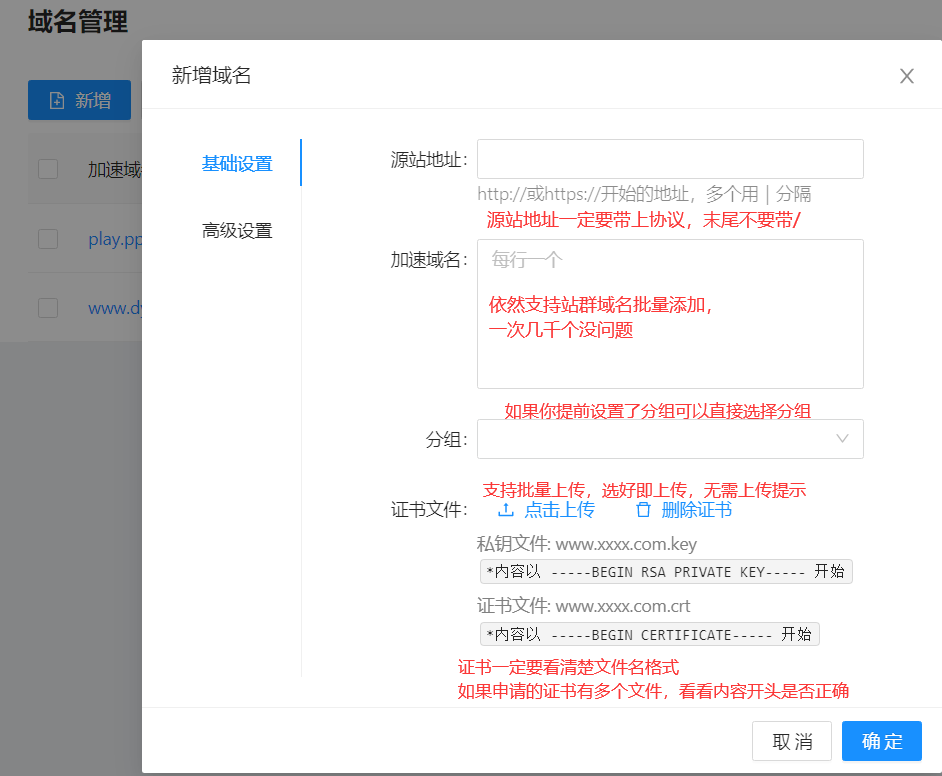 域名管理
新增
加速域
play.pp
www.dy
新增域名
基础设置
高级设置
源站地址:
http://或https://开始的地址，多个用 | 分隔
源站地址一定要带上协议，末尾不要带/
加速域名:
每行一个
依然支持站群域名批量添加，
一次几千个没问题
如果你提前设置了分组可以直接选择分组
分组:
支持批量上传，选好即上传，无需上传提示
证书文件:
点击上传
删除证书
私钥文件: www.xxxx.com.key
*内容以 -----BEGIN RSA PRIVATE KEY----- 开始
证书文件: www.xxxx.com.crt
*内容以 -----BEGIN CERTIFICATE----- 开始
证书一定要看清楚文件名格式
如果申请的证书有多个文件，看看内容开头是否正确
取 消
确 定